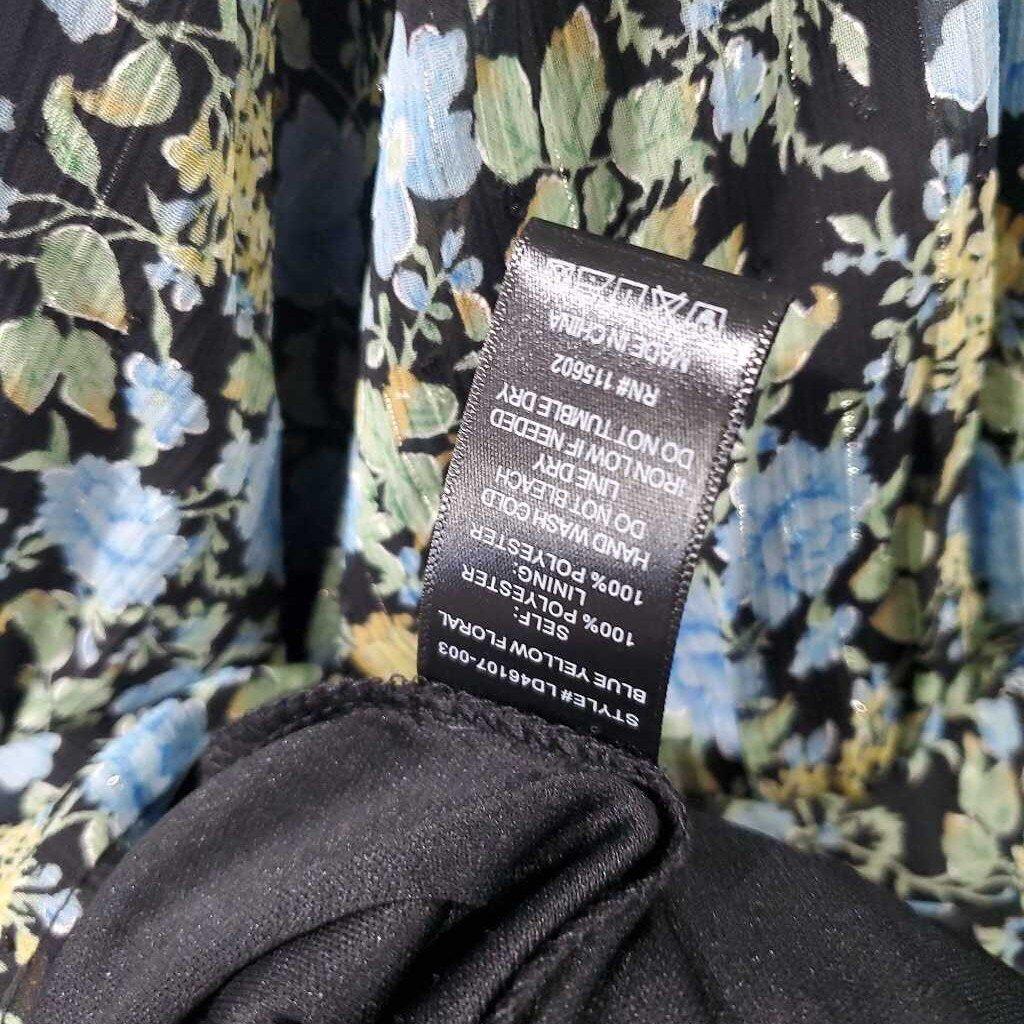 STYLE# LD46107-003
BLUE YELLOW FLORAL
SELF:
100% POLYESTER
LINING:
100% POLYESTER
HAND WASH COLD
DO NOT BLEACH
LINE DRY
IRON LOW IF NEEDED
DO NOT TUMBLE DRY
RN# 115602
MADE IN CHINA